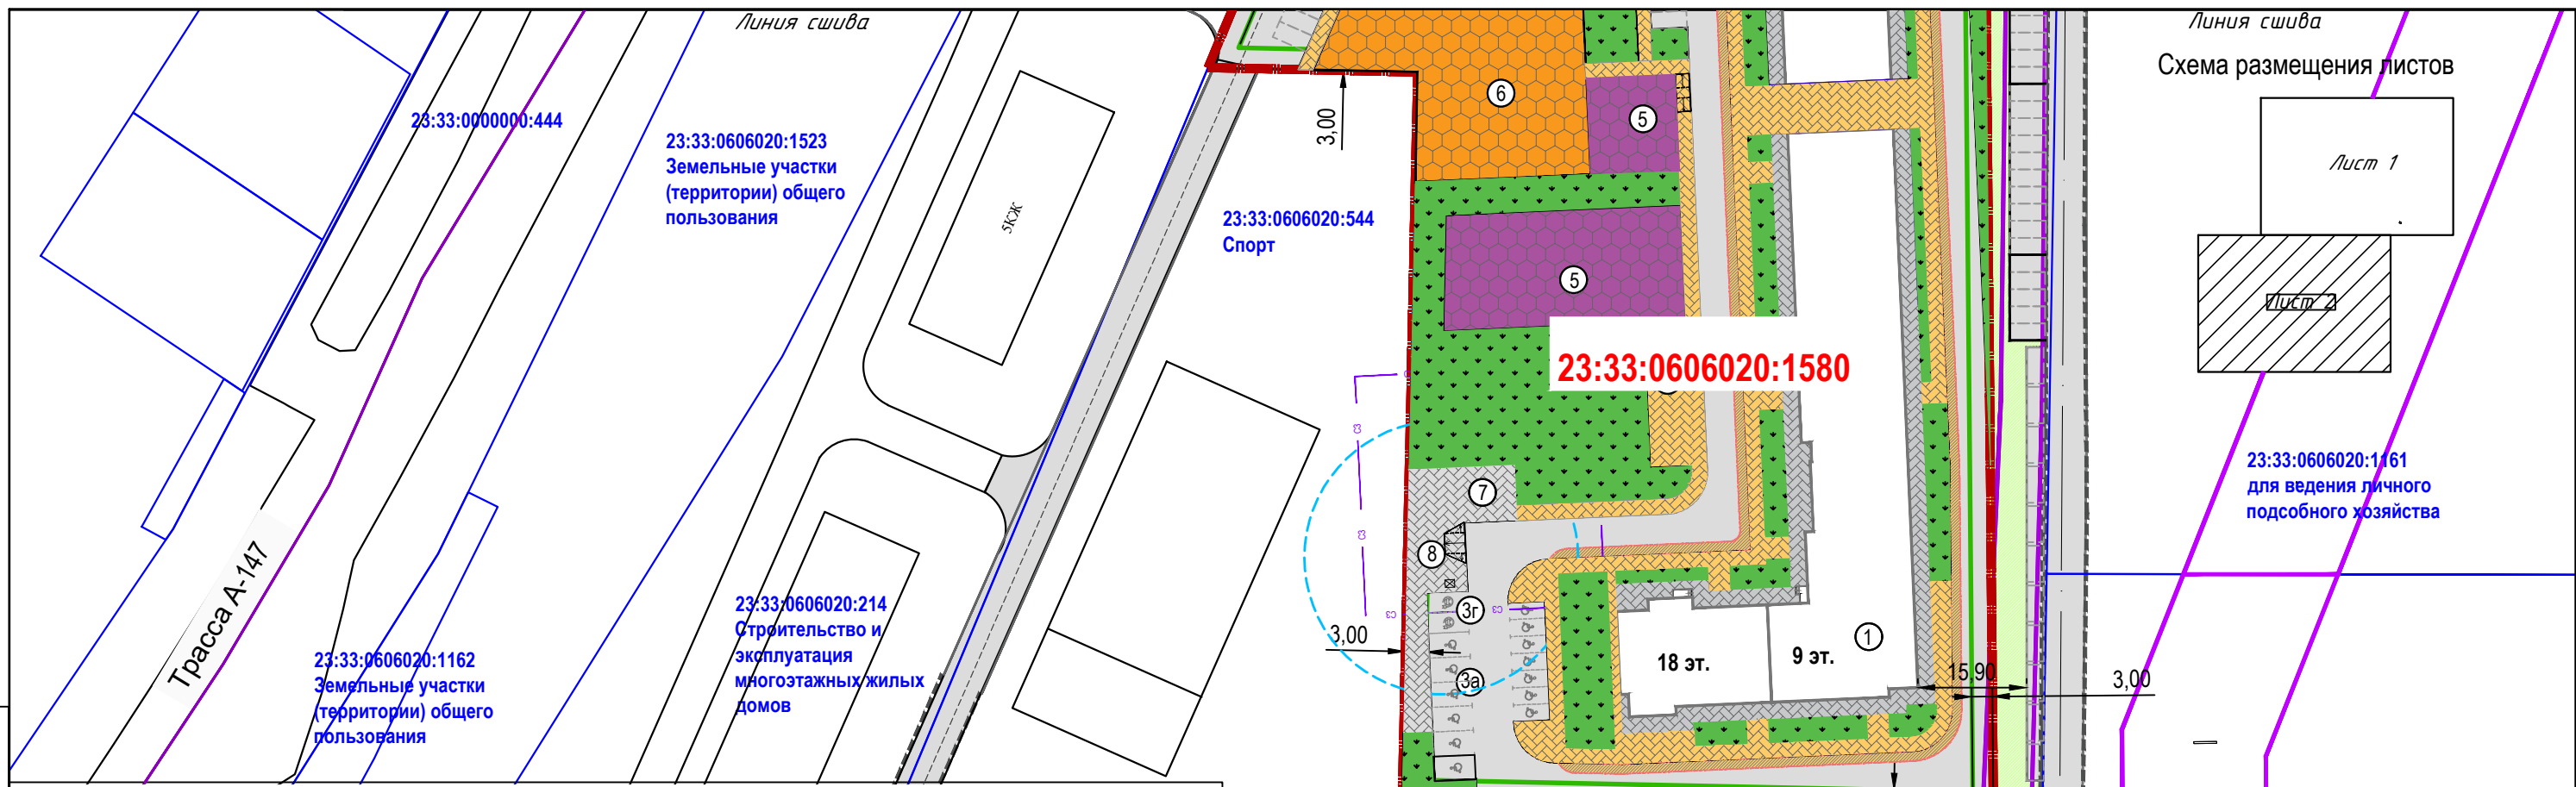 Линия сшива
Линия сшива
Схема размещения листов
Лист 1
Лист 2
23:33:0000000:444
23:33:0606020:1523
Земельные участки
(территории) общего
пользования
5КЖ
23:33:0606020:544
Спорт
3,00
6
5
5
23:33:0606020:1580
7
8
3г
3а
3,00
СЗ
СЗ
СЗ
СЗ
18 эт.
9 эт.
1
15,90
3,00
23:33:0606020:1161
для ведения личного
подсобного хозяйства
Трасса А-147
23:33:0606020:1162
Земельные участки
(территории) общего
пользования
23:33:0606020:214
Строительство и
эксплуатация
многоэтажных жилых
домов